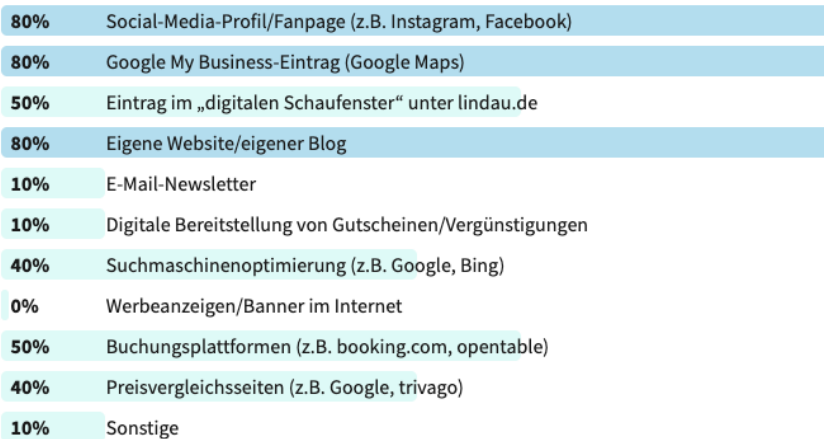 80% Social-Media-Profil/Fanpage (z.B. Instagram, Facebook)
80% Google My Business-Eintrag (Google Maps)
50% Eintrag im „digitalen Schaufenster“ unter lindau.de
80% Eigene Website/eigener Blog
10% E-Mail-Newsletter
10% Digitale Bereitstellung von Gutscheinen/Vergünstigungen
40% Suchmaschinenoptimierung (z.B. Google, Bing)
0% Werbeanzeigen/Banner im Internet
50% Buchungsplattformen (z.B. booking.com, opentable)
40% Preisvergleichsseiten (z.B. Google, trivago)
10% Sonstige